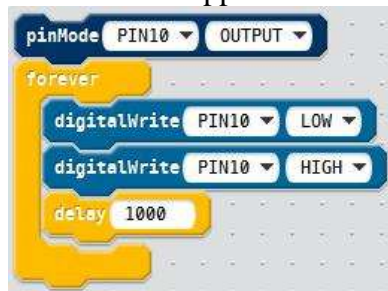 pinMode PIN10 OUTPUT
forever
digitalWrite PIN10 LOW
digitalWrite PIN10 HIGH
delay 1000